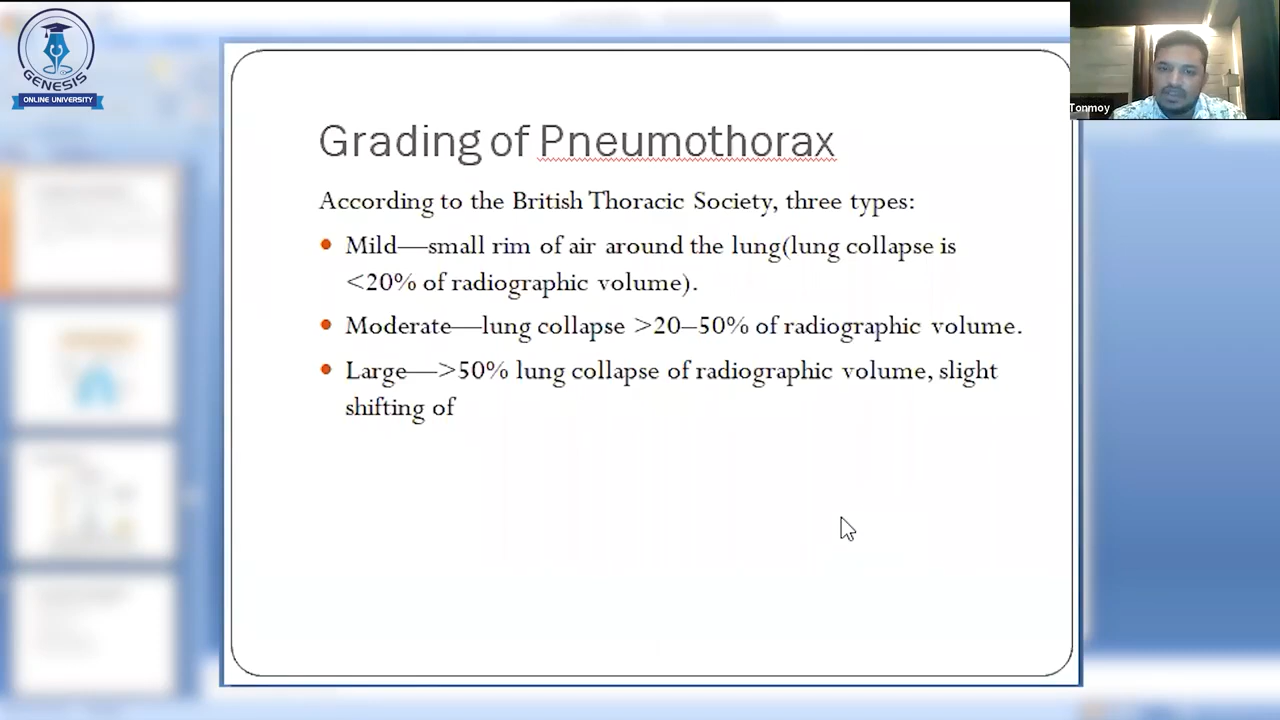 GENESIS
ONLINE UNIVERSITY
Tonmoy
Grading of Pneumothorax
According to the British Thoracic Society, three types:
Mild—small rim of air around the lung(lung collapse is
<20% of radiographic volume).
Moderate—lung collapse >20–50% of radiographic volume.
Large—>50% lung collapse of radiographic volume, slight
shifting of